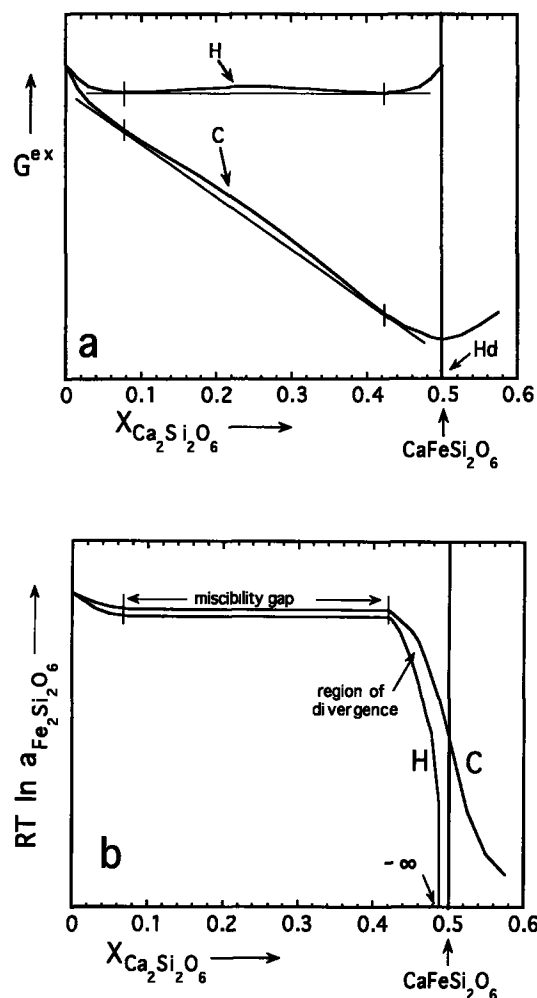 H
C
G^ex
a
Hd
0 0.1 0.2 0.3 0.4 0.5 0.6
X_Ca₂Si₂O₆
CaFeSi₂O₆
miscibility gap
region of
divergence
RT ln a_Fe₂Si₂O₆
H C
b
- ∞
0 0.1 0.2 0.3 0.4 0.5 0.6
X_Ca₂Si₂O₆
CaFeSi₂O₆